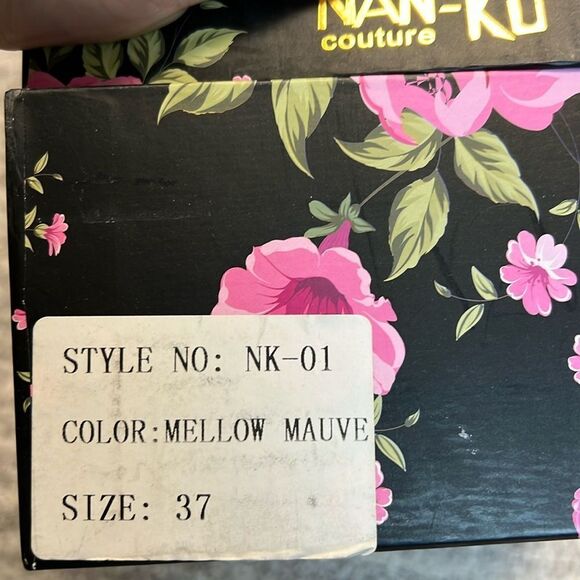 NAN-KU
couture
STYLE NO: NK-01
COLOR:MELLOW MAUVE
SIZE: 37